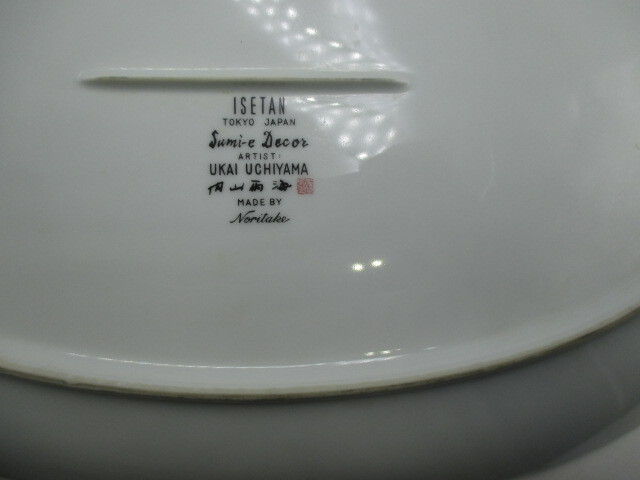 ISETAN
TOKYO JAPAN
Sumi-e Decor
ARTIST:
UKAI UCHIYAMA
内山雨海
MADE BY
Noritake